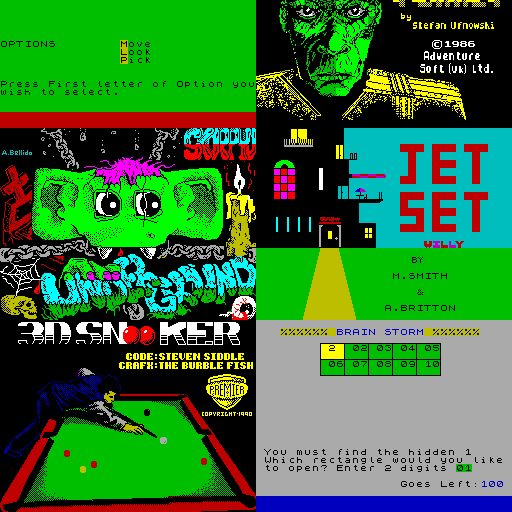 OPTIONS Move
Look
Pick
Press First letter of Option you
wish to select.
by
Stefan Ufnowski
©1986
Adventure
Soft (UK) Ltd.
A.Bellido
UNDERGROUND
JET
SET
WILLY
BY
M.SMITH
&
A.BRITTON
3D SNOOKER
CODE:STEVEN SIDDLE
GRAFX:THE BURBLE FISH
PREMIER
COPYRIGHT·1990
BRAIN STORM
2 02 03 04 05
06 07 08 09 10
You must find the hidden 1
Which rectangle would you like
to open? Enter 2 digits 01
Goes Left:100